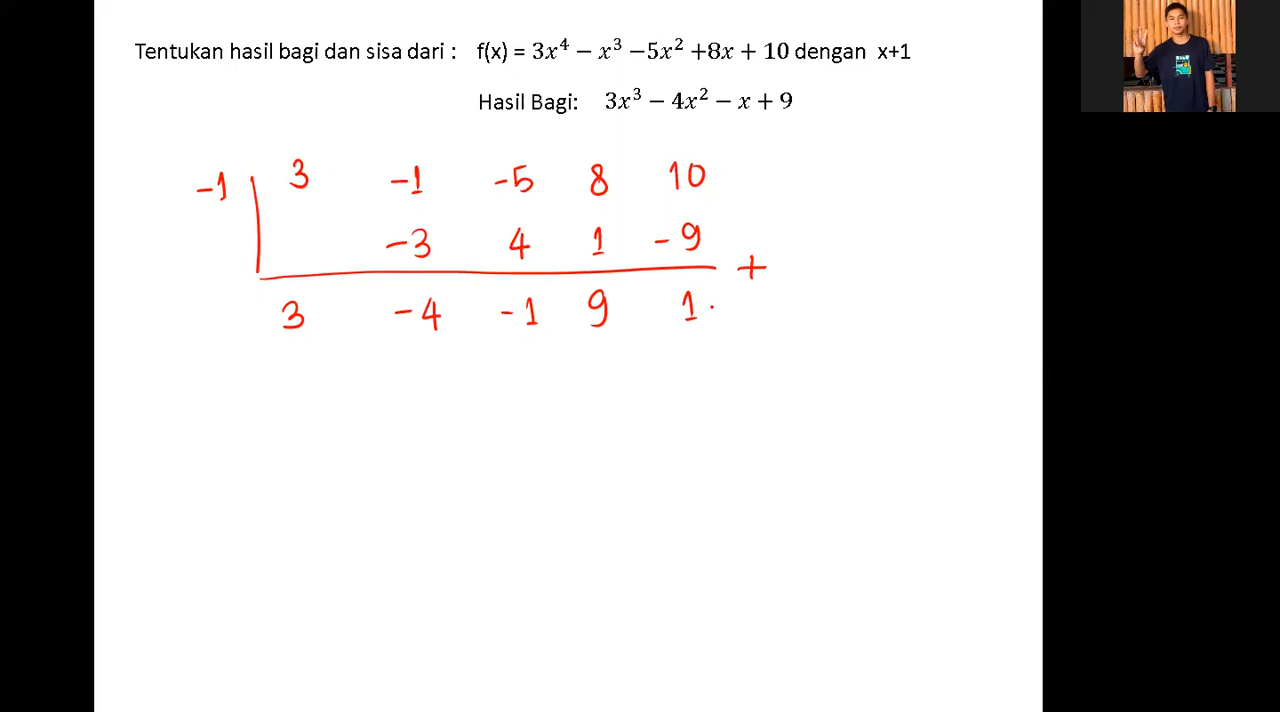 Tentukan hasil bagi dan sisa dari : f(x) = 3x⁴ − x³ −5x² +8x + 10 dengan x+1
Hasil Bagi: 3x³ − 4x² − x + 9
-1 | 3 -1 -5 8 10
-3 4 1 -9
+
3 -4 -1 9 1.